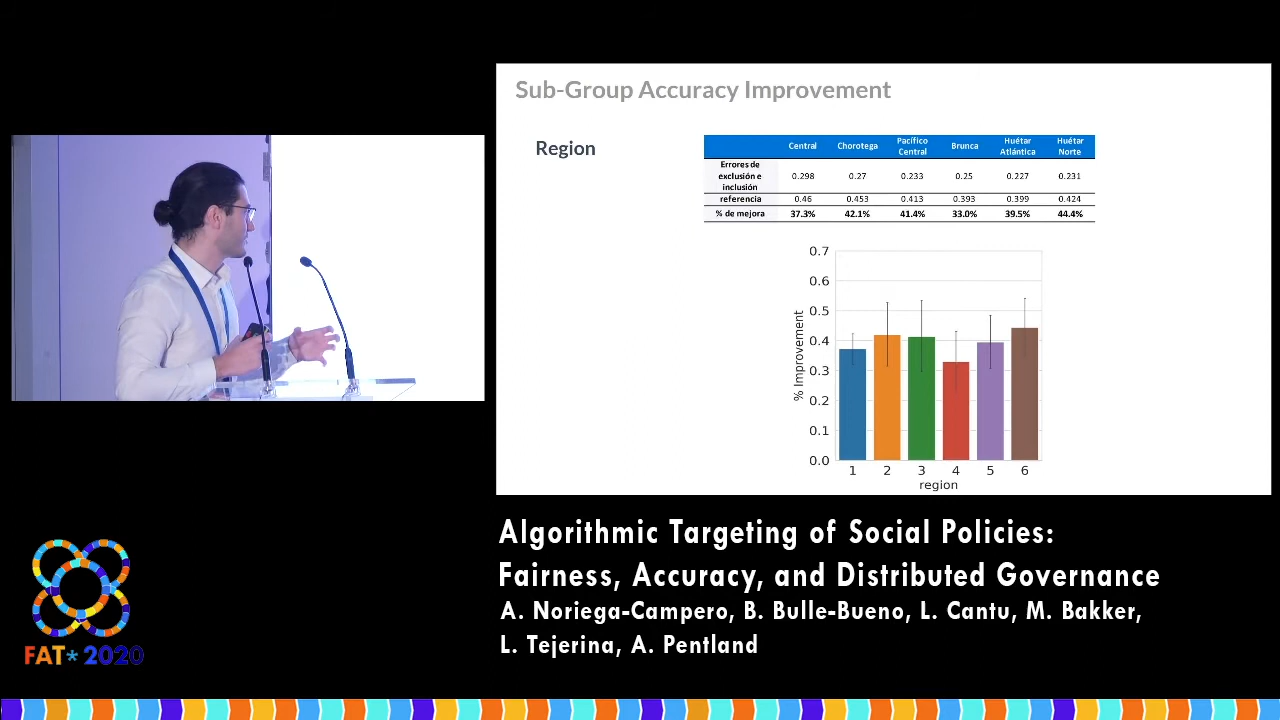 Sub-Group Accuracy Improvement
Region
Central Chorotega Pacífico Central Brunca Huétar Atlántica Huétar Norte
Errores de exclusión e inclusión 0.298 0.27 0.233 0.25 0.227 0.231
referencia 0.46 0.453 0.413 0.393 0.399 0.424
% de mejora 37.3% 42.1% 41.4% 33.0% 39.5% 44.4%
0.7
0.6
0.5
0.4
0.3
0.2
0.1
0.0
% Improvement
1 2 3 4 5 6
region
Algorithmic Targeting of Social Policies:
Fairness, Accuracy, and Distributed Governance
A. Noriega-Campero, B. Bulle-Bueno, L. Cantu, M. Bakker,
L. Tejerina, A. Pentland
FAT* 2020